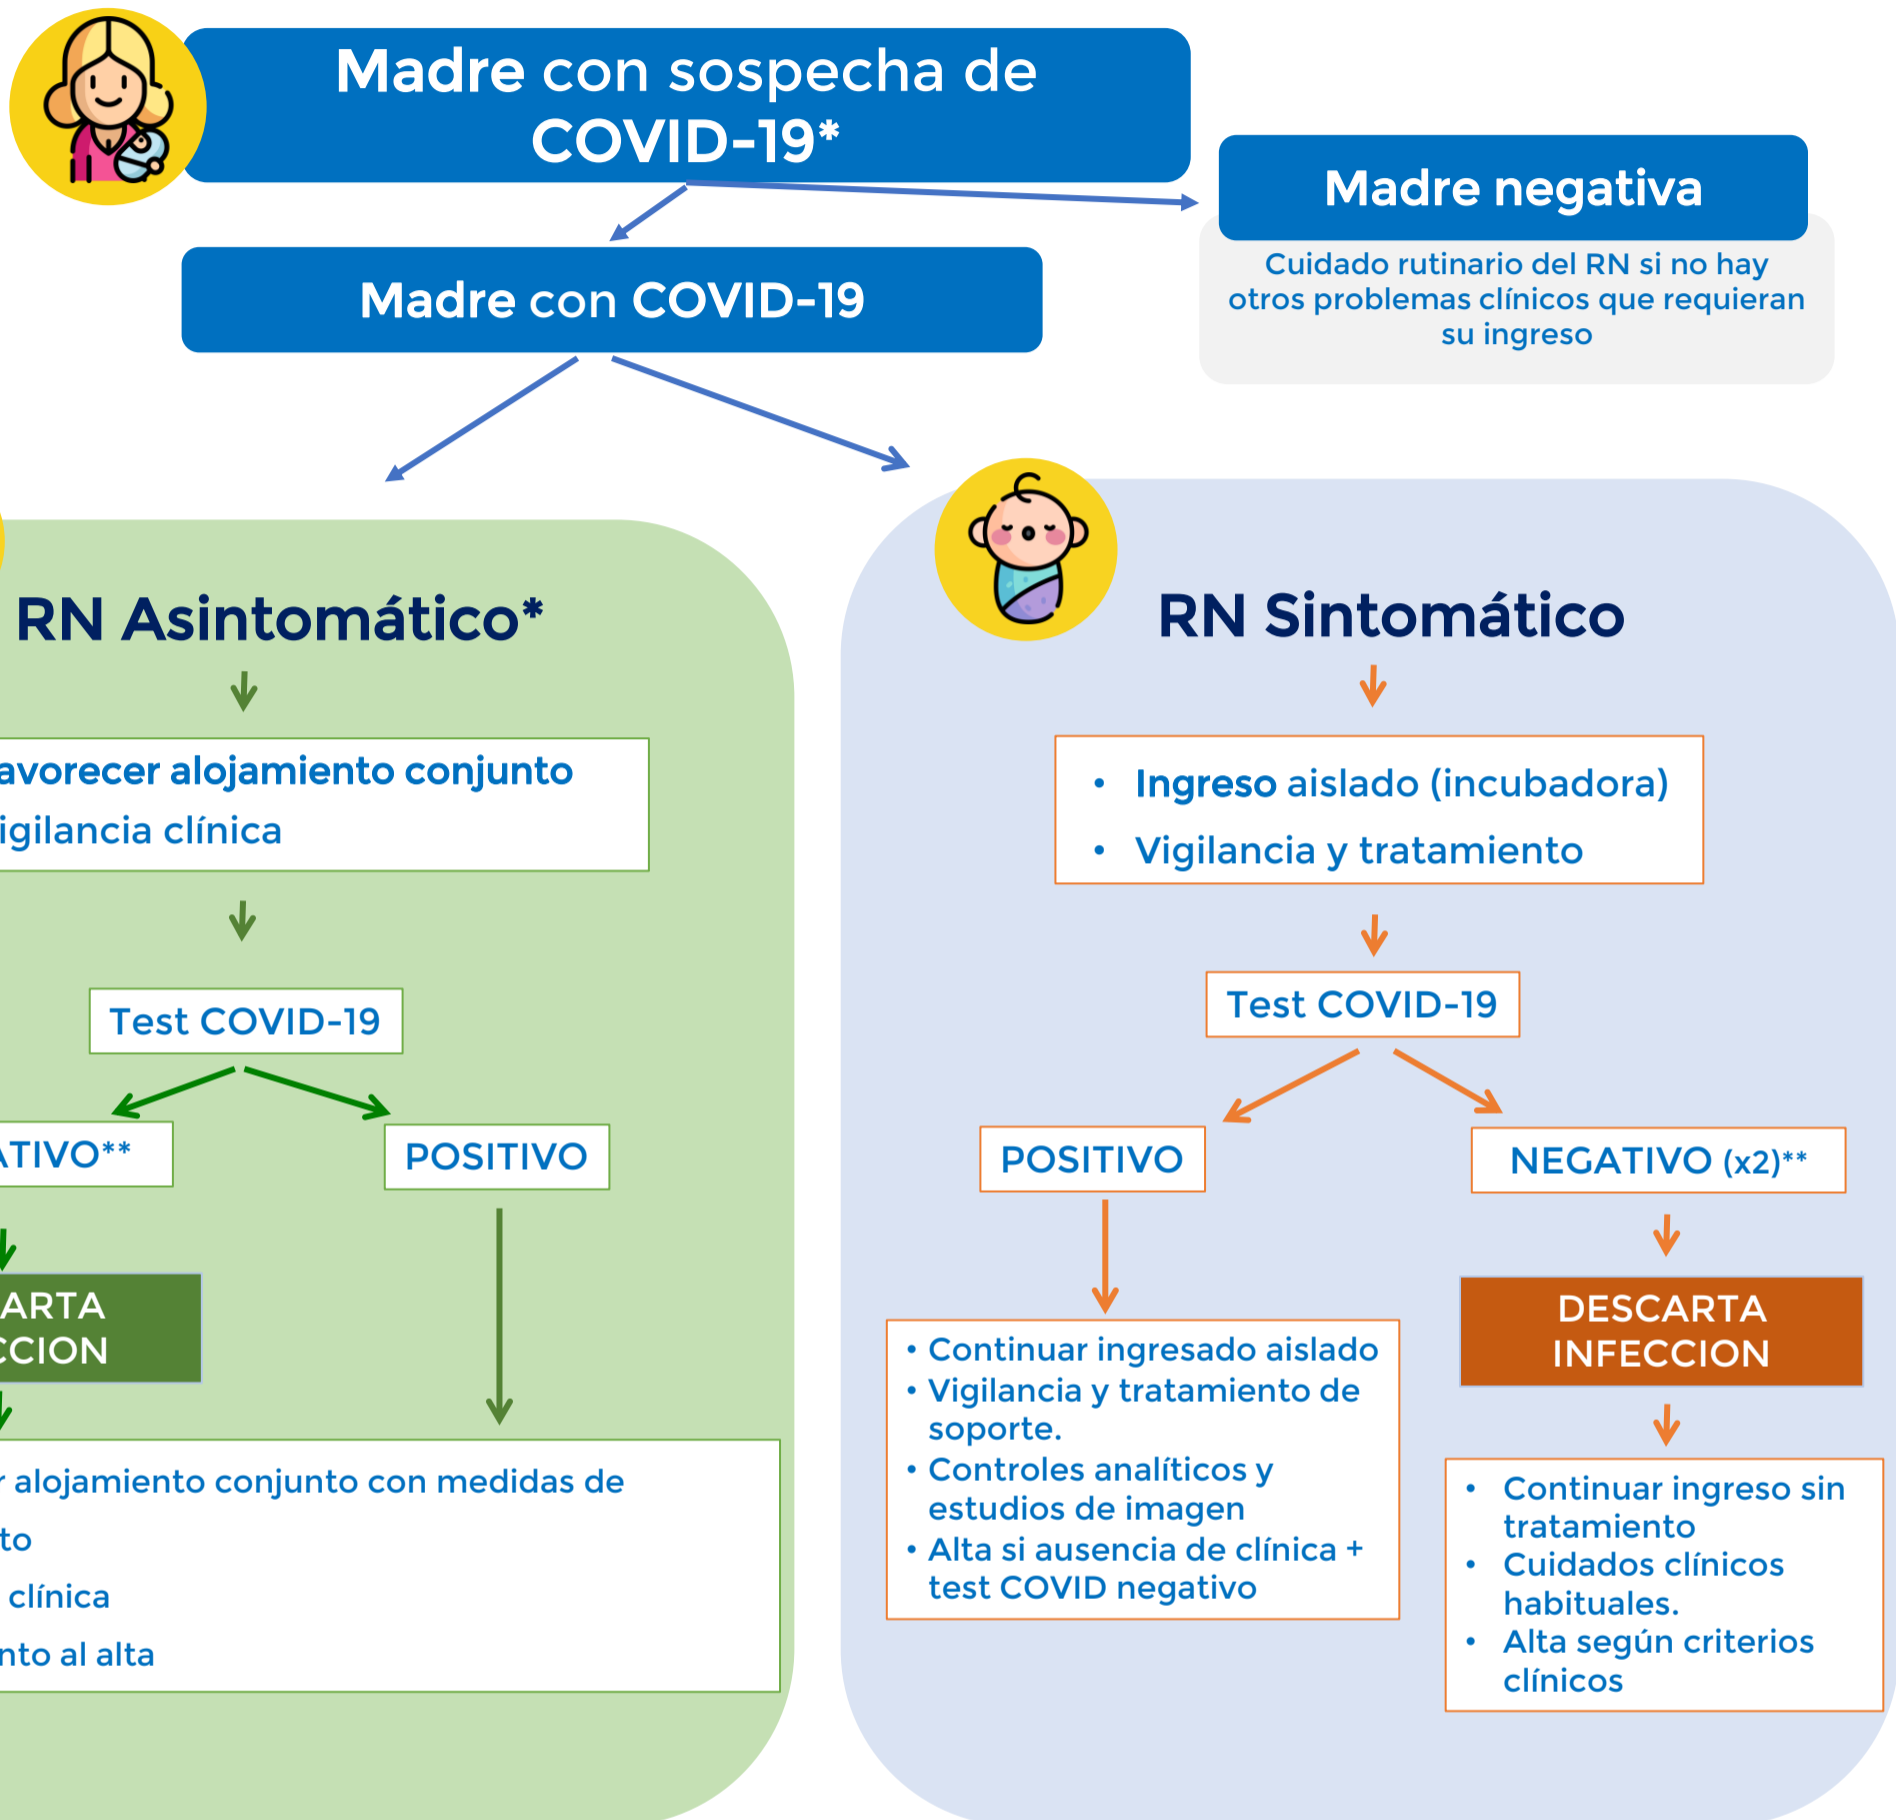 Madre con sospecha de
COVID-19*
Madre negativa
Cuidado rutinario del RN si no hay
otros problemas clínicos que requieran
su ingreso
Madre con COVID-19
RN Asintomático*
avorecer alojamiento conjunto
igilancia clínica
Test COVID-19
ATIVO**
POSITIVO
ARTA
CCION
alojamiento conjunto con medidas de
to
clínica
nto al alta
RN Sintomático
• Ingreso aislado (incubadora)
• Vigilancia y tratamiento
Test COVID-19
POSITIVO
NEGATIVO (x2)**
• Continuar ingresado aislado
• Vigilancia y tratamiento de
soporte.
• Controles analíticos y
estudios de imagen
• Alta si ausencia de clínica +
test COVID negativo
DESCARTA
INFECCION
• Continuar ingreso sin
tratamiento
• Cuidados clínicos
habituales.
• Alta según criterios
clínicos